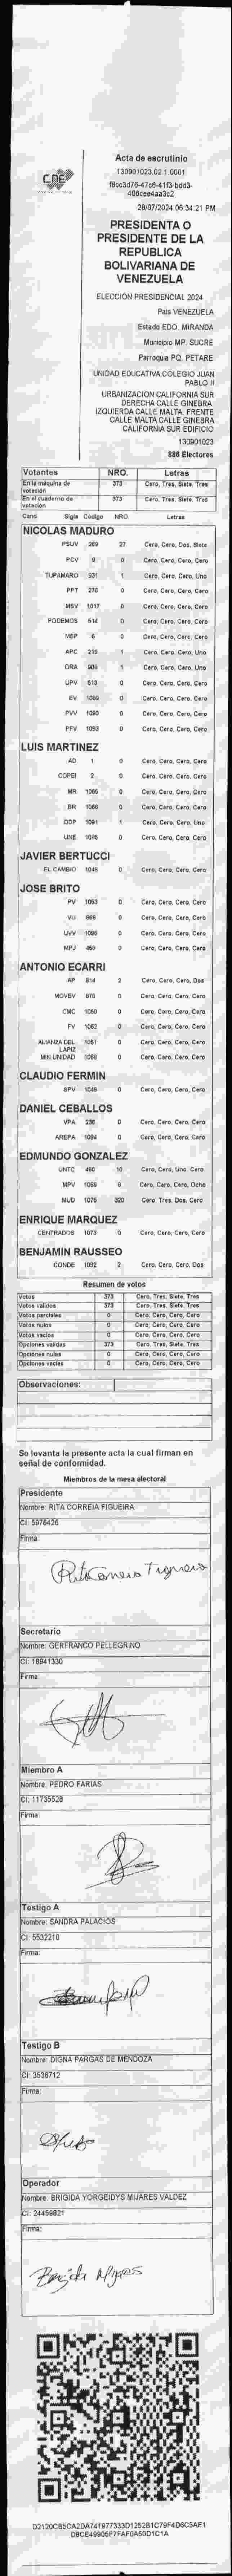 CNE
Acta de escrutinio
130901023.02.1.0001
28/07/2024 06:34:21 PM
PRESIDENTA O
PRESIDENTE DE LA
REPUBLICA
BOLIVARIANA DE
VENEZUELA
ELECCIÓN PRESIDENCIAL 2024
Pais VENEZUELA
Estado EDO. MIRANDA
Municipio MP. SUCRE
Parroquia PQ. PETARE
UNIDAD EDUCATIVA COLEGIO JUAN
PABLO II
URBANIZACION CALIFORNIA SUR
DERECHA CALLE GINEBRA.
IZQUIERDA CALLE MALTA. FRENTE
CALLE MALTA CALLE GINEBRA
CALIFORNIA SUR EDIFICIO
130901023
886 Electores
Votantes NRO. Letras
En la máquina de votación 373 Cero, Tres, Siete, Tres
En el cuaderno de votación 373 Cero, Tres, Siete, Tres
Cand. Sigla Código NRO. Letras
NICOLAS MADURO
PSUV 269 27 Cero, Cero, Dos, Siete
PCV 9 0 Cero, Cero, Cero, Cero
TUPAMARO 931 1 Cero, Cero, Cero, Uno
PPT 276 0 Cero, Cero, Cero, Cero
MSV 1017 0 Cero, Cero, Cero, Cero
PODEMOS 514 0 Cero, Cero, Cero, Cero
MEP 6 0 Cero, Cero, Cero, Cero
APC 219 1 Cero, Cero, Cero, Uno
ORA 906 1 Cero, Cero, Cero, Uno
UPV 513 0 Cero, Cero, Cero, Cero
EV 1069 0 Cero, Cero, Cero, Cero
PVV 1090 0 Cero, Cero, Cero, Cero
PFV 1093 0 Cero, Cero, Cero, Cero
LUIS MARTINEZ
AD 1 0 Cero, Cero, Cero, Cero
COPEI 2 0 Cero, Cero, Cero, Cero
MR 0 Cero, Cero, Cero, Cero
BR 1066 0 Cero, Cero, Cero, Cero
DDP 1091 1 Cero, Cero, Cero, Uno
UNE 1095 0 Cero, Cero, Cero, Cero
JAVIER BERTUCCI
EL CAMBIO 1048 0 Cero, Cero, Cero, Cero
JOSE BRITO
PV 1053 0 Cero, Cero, Cero, Cero
VU 866 0 Cero, Cero, Cero, Cero
UVV 1096 0 Cero, Cero, Cero, Cero
MPJ 459 0 Cero, Cero, Cero, Cero
ANTONIO ECARRI
AP 814 2 Cero, Cero, Cero, Dos
MOVEV 878 0 Cero, Cero, Cero, Cero
CMC 1050 0 Cero, Cero, Cero, Cero
FV 1062 0 Cero, Cero, Cero, Cero
ALIANZA DEL LAPIZ 1051 0 Cero, Cero, Cero, Cero
MIN UNIDAD 1068 0 Cero, Cero, Cero, Cero
CLAUDIO FERMIN
SPV 1049 0 Cero, Cero, Cero, Cero
DANIEL CEBALLOS
VPA 236 0 Cero, Cero, Cero, Cero
AREPA 1094 0 Cero, Cero, Cero, Cero
EDMUNDO GONZALEZ
UNTC 460 10 Cero, Cero, Uno, Cero
MPV 1069 8 Cero, Cero, Cero, Ocho
MUD 1075 320 Cero, Tres, Dos, Cero
ENRIQUE MARQUEZ
CENTRADOS 1073 0 Cero, Cero, Cero, Cero
BENJAMIN RAUSSEO
CONDE 1092 2 Cero, Cero, Cero, Dos
Resumen de votos
Votos 373 Cero, Tres, Siete, Tres
Votos validos 373 Cero, Tres, Siete, Tres
Votos parciales 0 Cero, Cero, Cero, Cero
Votos nulos 0 Cero, Cero, Cero, Cero
Votos vacios 0 Cero, Cero, Cero, Cero
Opciones validas 373 Cero, Tres, Siete, Tres
Opciones nulas 0 Cero, Cero, Cero, Cero
Opciones vacias 0 Cero, Cero, Cero, Cero
Observaciones:
Se levanta la presente acta la cual firman en
señal de conformidad.
Miembros de la mesa electoral
Presidente
Nombre: RITA CORREIA FIGUEIRA
CI: 5976426
Firma:
Rita Correia Figueira
Secretario
Nombre: GERFRANCO PELLEGRINO
CI: 18941330
Firma:
Miembro A
Nombre: PEDRO FARIAS
CI: 11735528
Firma:
Testigo A
Nombre: SANDRA PALACIOS
CI: 5532210
Firma:
Testigo B
Nombre: DIGNA PARGAS DE MENDOZA
CI: 3538712
Firma:
Operador
Nombre: BRIGIDA YORGEIDYS MIJARES VALDEZ
CI: 24459821
Firma:
Brigida Mijares